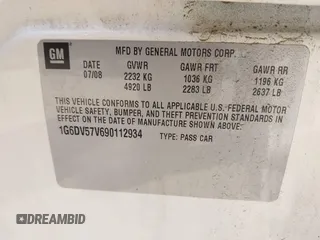 GM
MFD BY GENERAL MOTORS CORP.
07/08 GVWR GAWR FRT GAWR RR
2232 KG 1036 KG 1196 KG
4920 LB 2283 LB 2637 LB
THIS VEHICLE CONFORMS TO ALL APPLICABLE U.S. FEDERAL MOTOR
VEHICLE SAFETY, BUMPER, AND THEFT PREVENTION STANDARDS IN
EFFECT ON THE DATE OF MANUFACTURE SHOWN ABOVE.
1G6DV57V690112934 TYPE: PASS CAR
DREAMBID